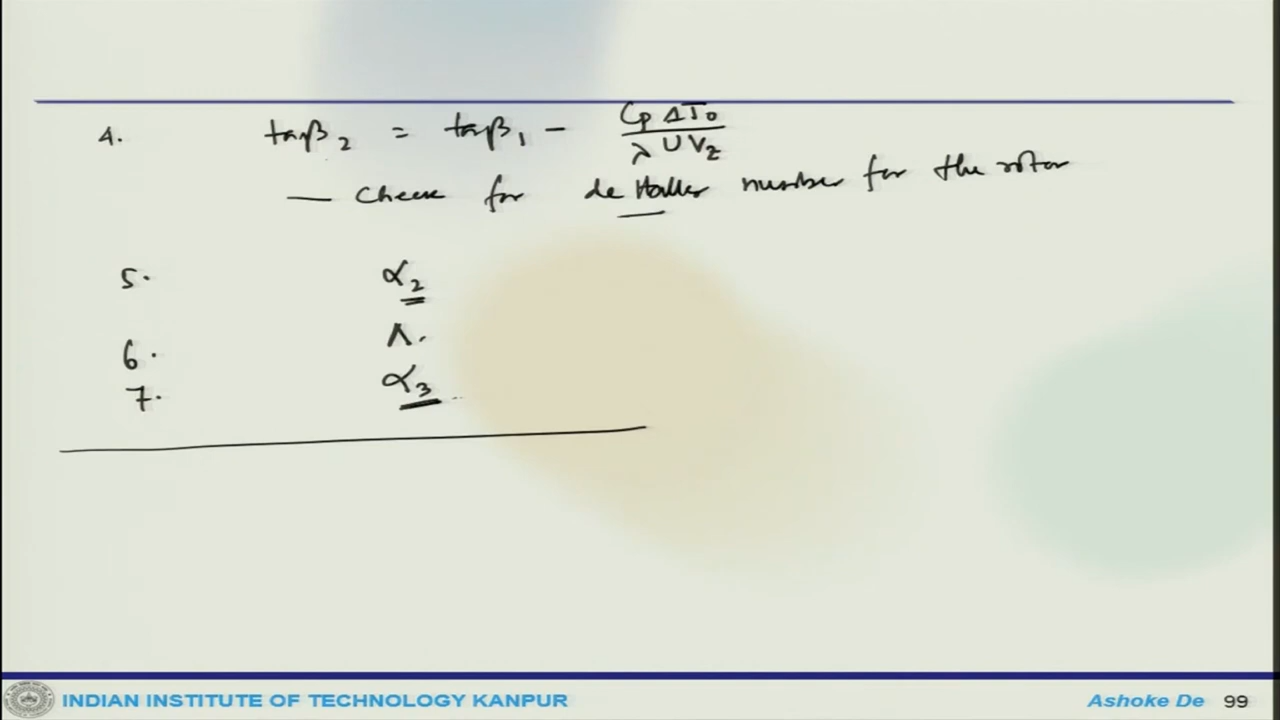 4. tanβ₂ = tanβ₁ − CpΔT₀ / λUVz
— Check for de Haller number for the rotor
5. α₂
6. Λ.
7. α₃
INDIAN INSTITUTE OF TECHNOLOGY KANPUR
Ashoke De 99